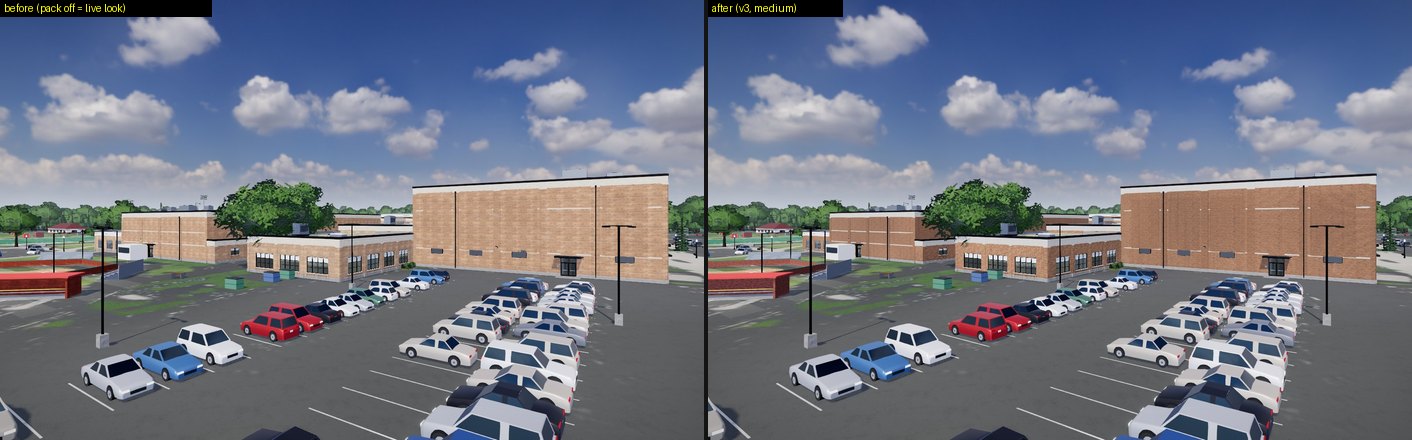 before (pack off = live look)
after (v3, medium)